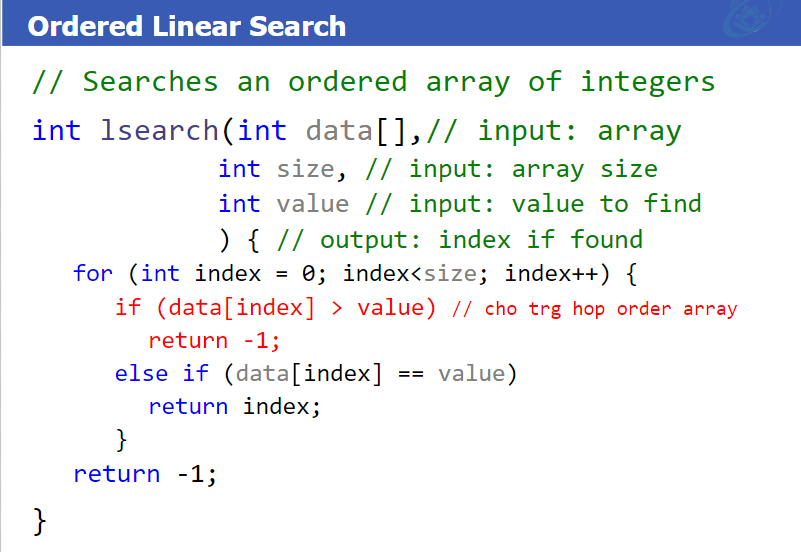 Ordered Linear Search
// Searches an ordered array of integers
int lsearch(int data[],// input: array
int size, // input: array size
int value // input: value to find
) { // output: index if found
for (int index = 0; index<size; index++) {
if (data[index] > value) // cho trg hop order array
return -1;
else if (data[index] == value)
return index;
}
return -1;
}